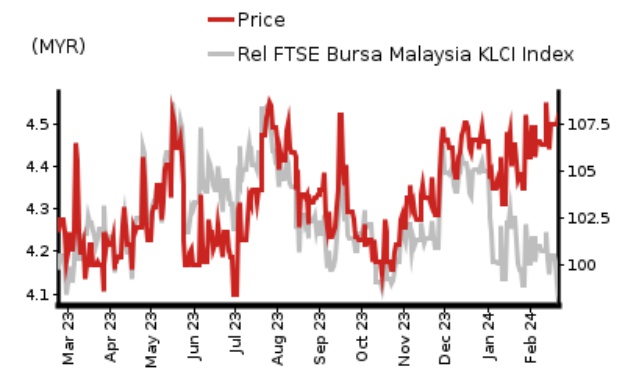 Price
(MYR)
Rel FTSE Bursa Malaysia KLCI Index
4.5
4.4
4.3
4.2
4.1
107.5
105
102.5
100
Mar 23
Apr 23
May 23
Jun 23
Jul 23
Aug 23
Sep 23
Oct 23
Nov 23
Dec 23
Jan 24
Feb 24